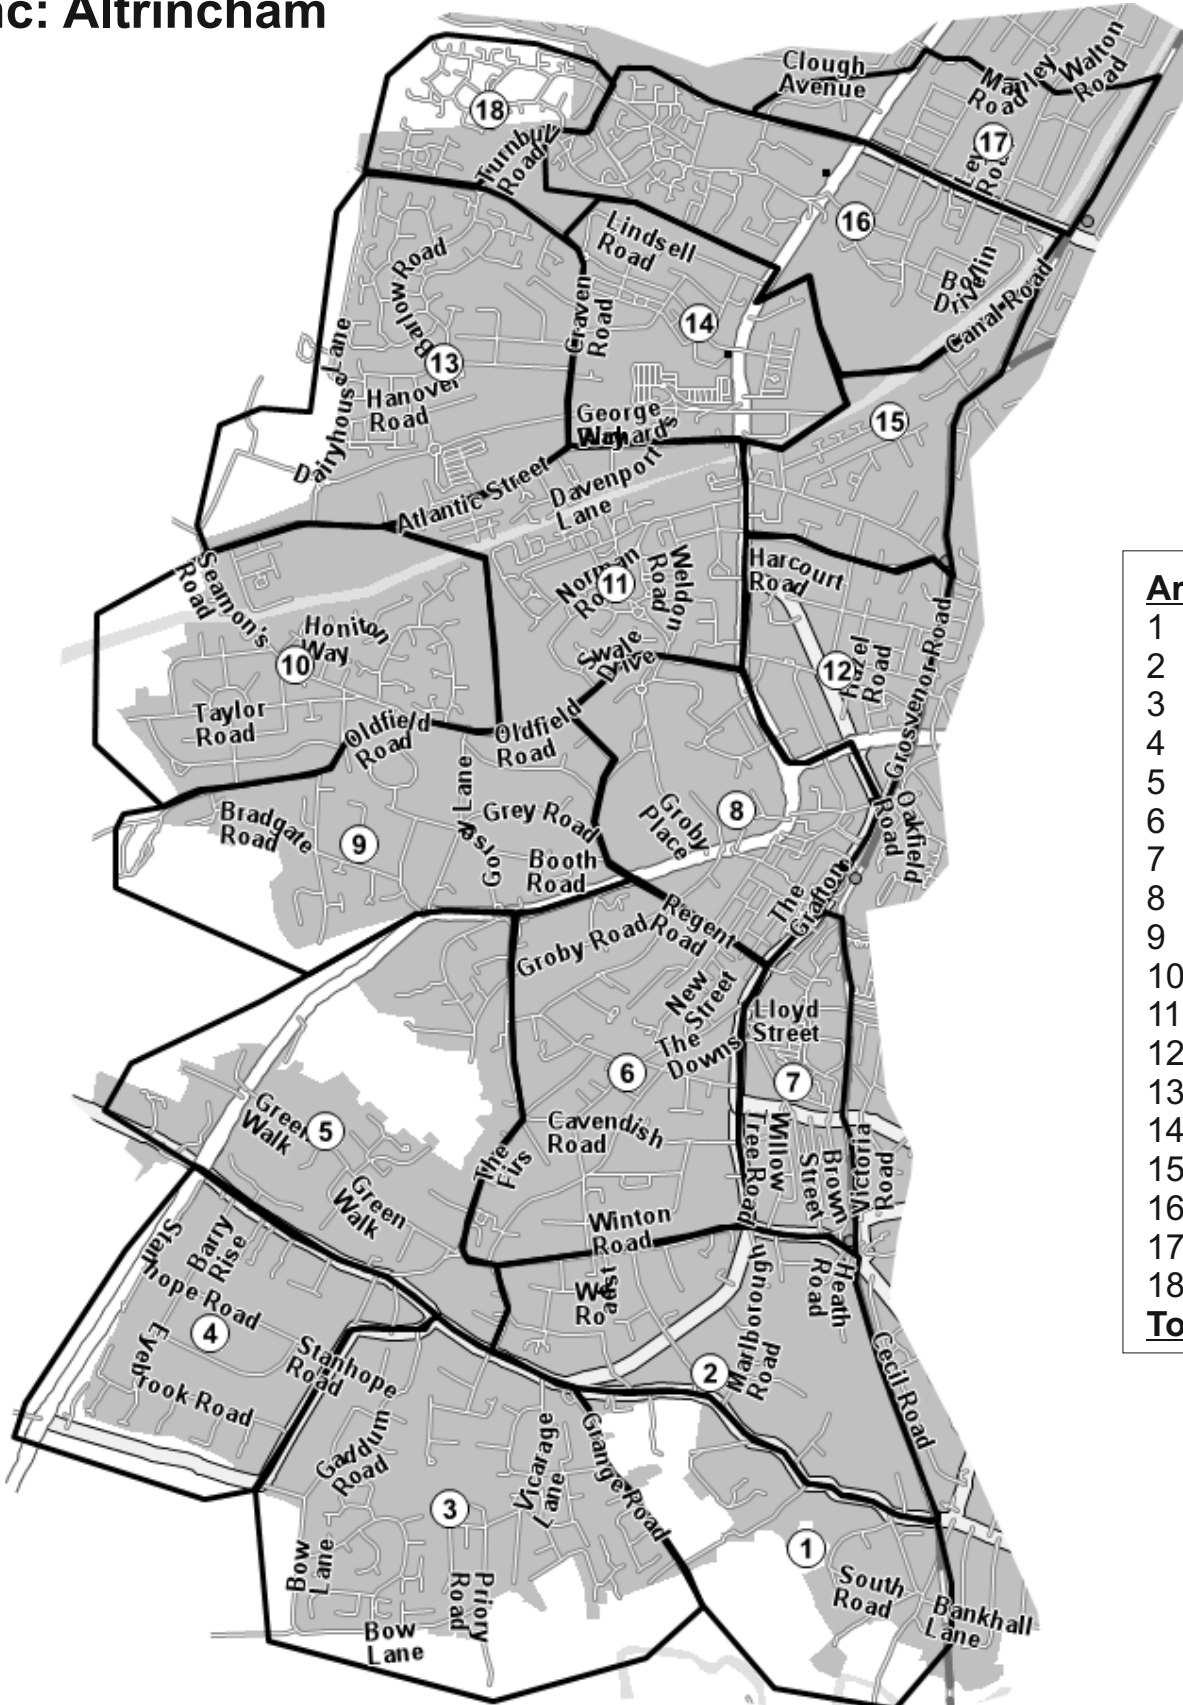 nc: Altrincham
Clough
Avenue
Manley
Road
Walton
Road
18
17
Turnbull
Road
16
Lindsell
Road
Bollin
Drive
Canal Road
Barlow Road
Craven
Road
14
13
Dairyhouse Lane
Hanover
Road
George
Way
15
Atlantic Street
Davenport
Lane
Seamon's
Road
Norman
Road
11
Weldon
Road
Harcourt
Road
Honiton
Way
10
Swale
Drive
12
Hazel
Road
Grosvenor Road
Taylor
Road
Oldfield
Road
Oldfield
Road
Bradgate
Road
9
Gorsey Lane
Grey Road
Booth
Road
Groby
Place
8
Oakfield
Road
The
Grafton
Groby Road
Regent
Road
Road
New
Street
Lloyd
Street
The
Downs
6
7
Green
Walk
5
Cavendish
Road
The
Firs
Willow
Tree Road
Brown
Street
Victoria
Road
Green
Walk
Winton
Road
Barry
Rise
Stanhope Road
4
West
Road
Marlborough
Road
Heath
Road
Stanhope
Road
Eyebrook Road
2
Cecil Road
Gaddum
Road
Vicarage
Lane
Grange Road
3
1
Bow
Lane
Priory
Road
South
Road
Bankhall
Lane
Bow
Lane
Ar
1
2
3
4
5
6
7
8
9
10
11
12
13
14
15
16
17
18
To